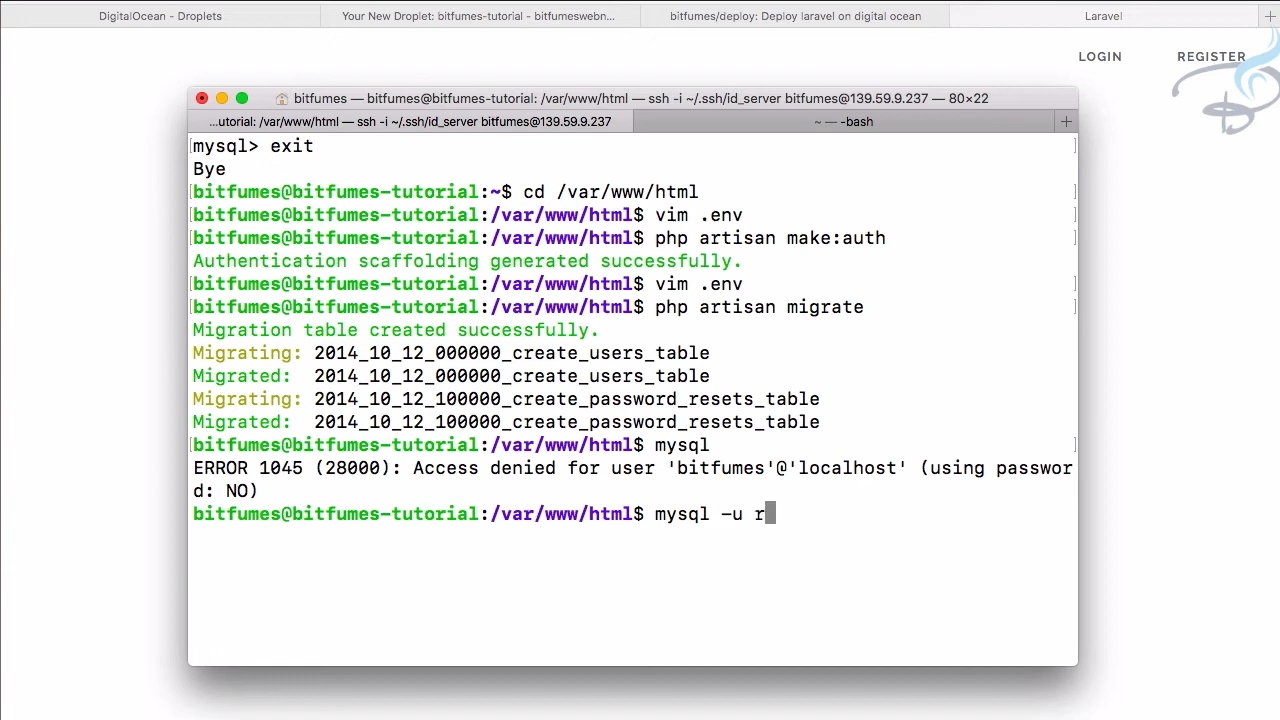 DigitalOcean - Droplets
Your New Droplet: bitfumes-tutorial - bitfumeswebn...
bitfumes/deploy: Deploy laravel on digital ocean
Laravel
LOGIN
REGISTER
bitfumes — bitfumes@bitfumes-tutorial: /var/www/html — ssh -i ~/.ssh/id_server bitfumes@139.59.9.237 — 80×22
...utorial: /var/www/html — ssh -i ~/.ssh/id_server bitfumes@139.59.9.237
~ — -bash
mysql> exit
Bye
bitfumes@bitfumes-tutorial:~$ cd /var/www/html
bitfumes@bitfumes-tutorial:/var/www/html$ vim .env
bitfumes@bitfumes-tutorial:/var/www/html$ php artisan make:auth
Authentication scaffolding generated successfully.
bitfumes@bitfumes-tutorial:/var/www/html$ vim .env
bitfumes@bitfumes-tutorial:/var/www/html$ php artisan migrate
Migration table created successfully.
Migrating: 2014_10_12_000000_create_users_table
Migrated:  2014_10_12_000000_create_users_table
Migrating: 2014_10_12_100000_create_password_resets_table
Migrated:  2014_10_12_100000_create_password_resets_table
bitfumes@bitfumes-tutorial:/var/www/html$ mysql
ERROR 1045 (28000): Access denied for user 'bitfumes'@'localhost' (using passwor
d: NO)
bitfumes@bitfumes-tutorial:/var/www/html$ mysql -u r